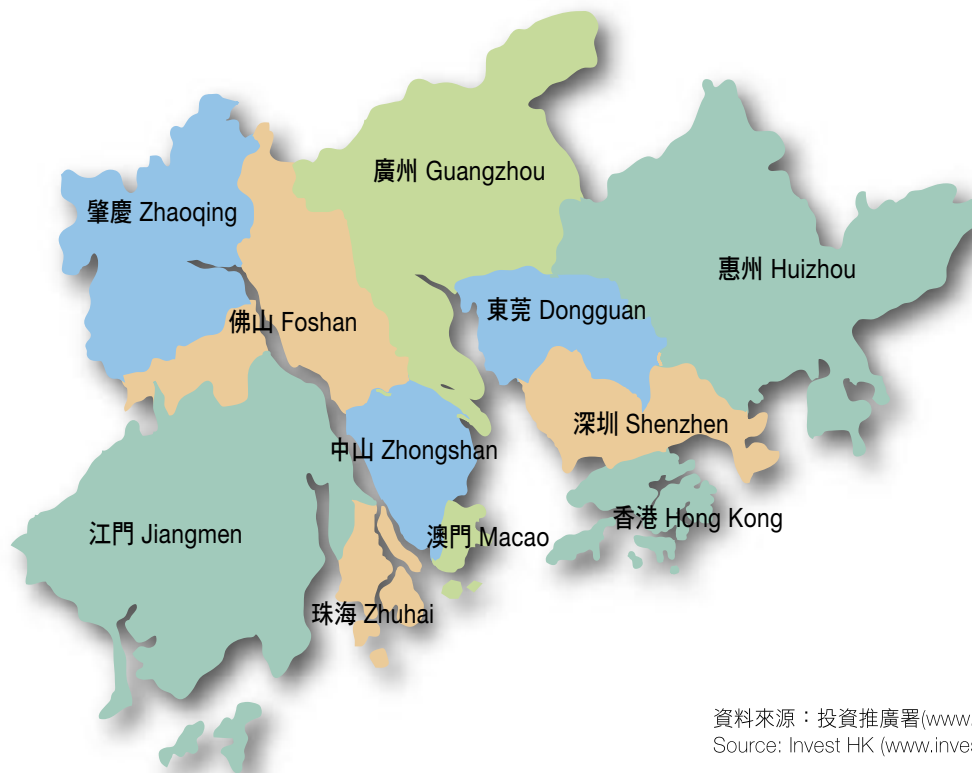 廣州 Guangzhou
肇慶 Zhaoqing
惠州 Huizhou
東莞 Dongguan
佛山 Foshan
深圳 Shenzhen
中山 Zhongshan
香港 Hong Kong
江門 Jiangmen
澳門 Macao
珠海 Zhuhai
資料來源：投資推廣署(www.
Source: Invest HK (www.inves